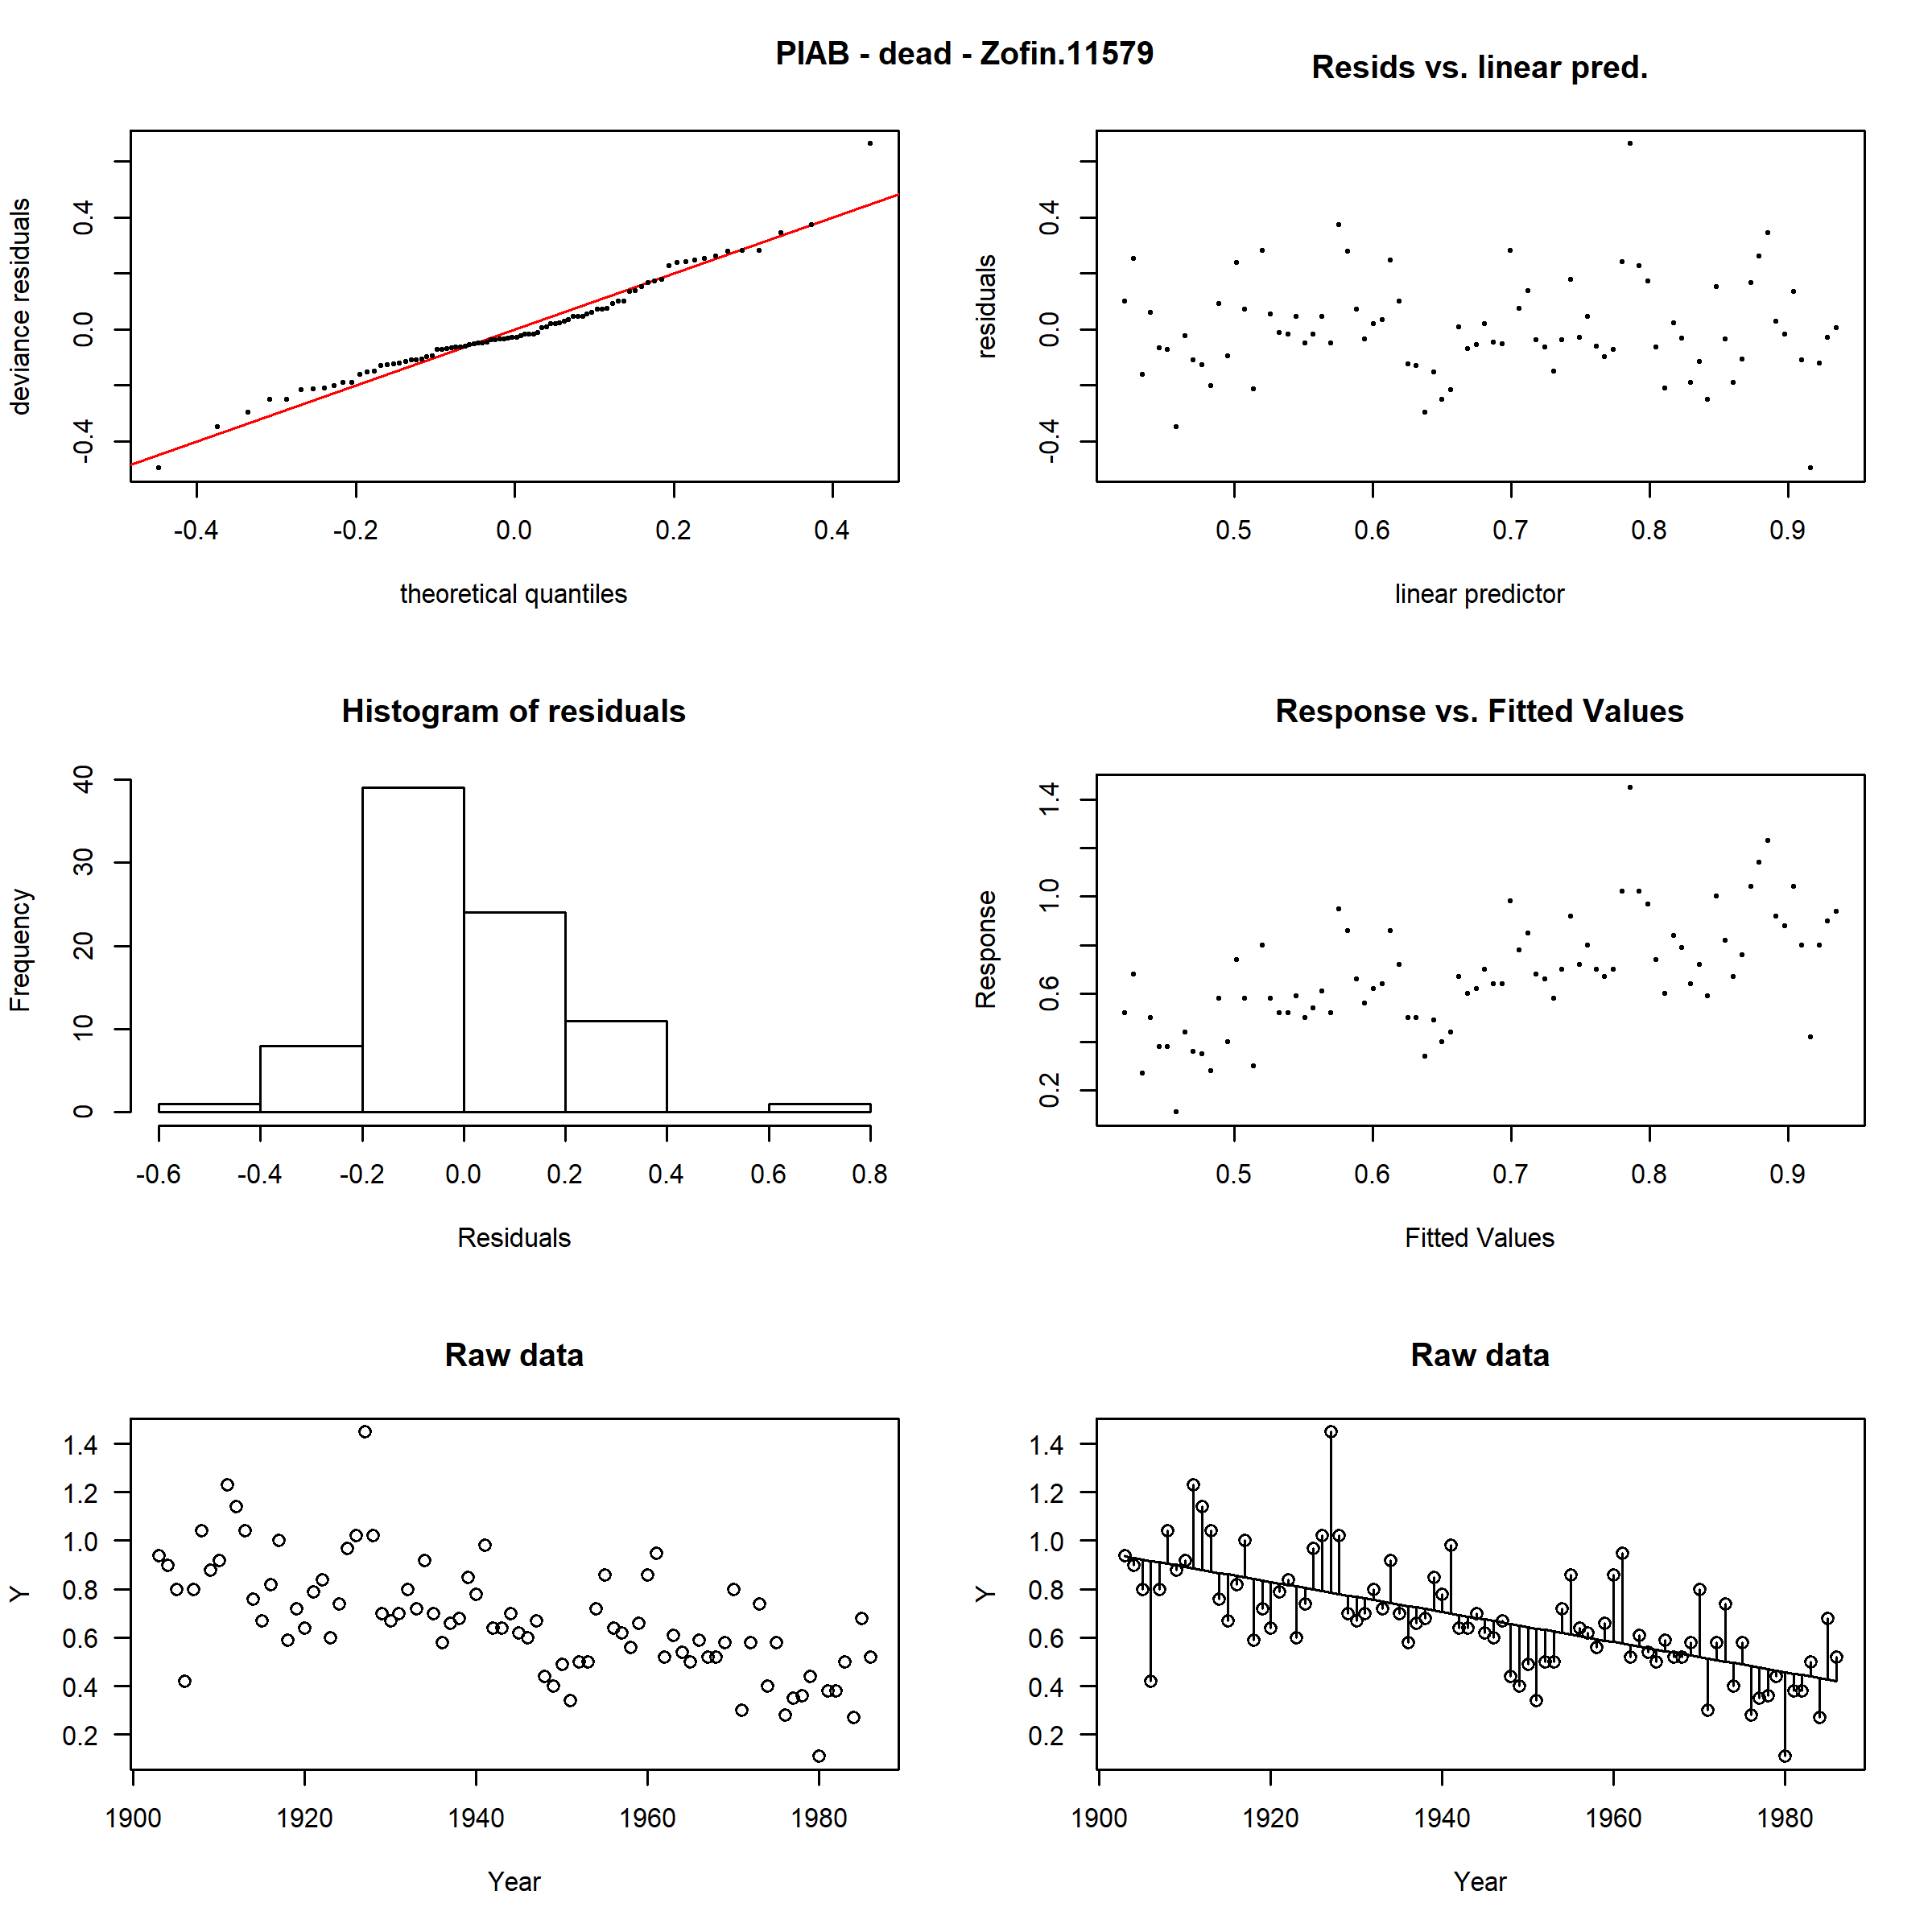 PIAB - dead - Zofin.11579
Resids vs. linear pred.
deviance residuals
-0.4 0.0 0.4
-0.4 -0.2 0.0 0.2 0.4
theoretical quantiles
residuals
-0.4 0.0 0.4
0.5 0.6 0.7 0.8 0.9
linear predictor
Histogram of residuals
Frequency
0 10 20 30 40
-0.6 -0.4 -0.2 0.0 0.2 0.4 0.6 0.8
Residuals
Response vs. Fitted Values
Response
0.2 0.6 1.0 1.4
0.5 0.6 0.7 0.8 0.9
Fitted Values
Raw data
Y
1.4
1.2
1.0
0.8
0.6
0.4
0.2
1900 1920 1940 1960 1980
Year
Raw data
Y
1.4
1.2
1.0
0.8
0.6
0.4
0.2
1900 1920 1940 1960 1980
Year